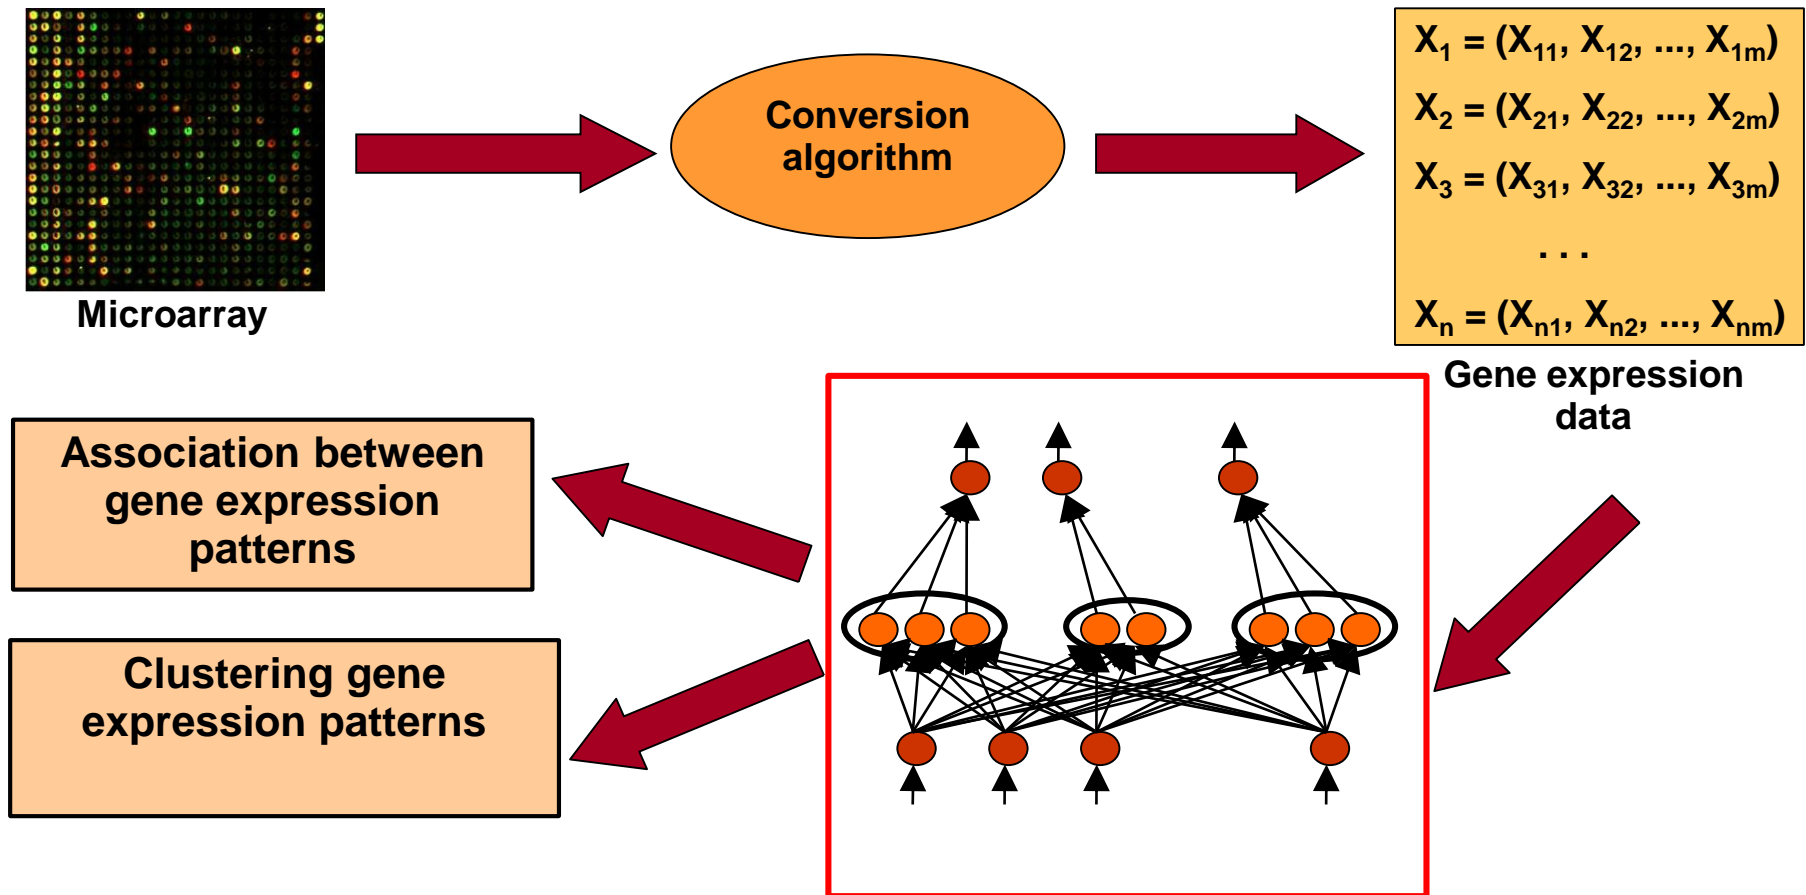 Microarray
Conversion
algorithm
X₁ = (X₁₁, X₁₂, ..., X₁ₘ)
X₂ = (X₂₁, X₂₂, ..., X₂ₘ)
X₃ = (X₃₁, X₃₂, ..., X₃ₘ)
. . .
Xₙ = (Xₙ₁, Xₙ₂, ..., Xₙₘ)
Gene expression
data
Association between
gene expression
patterns
Clustering gene
expression patterns